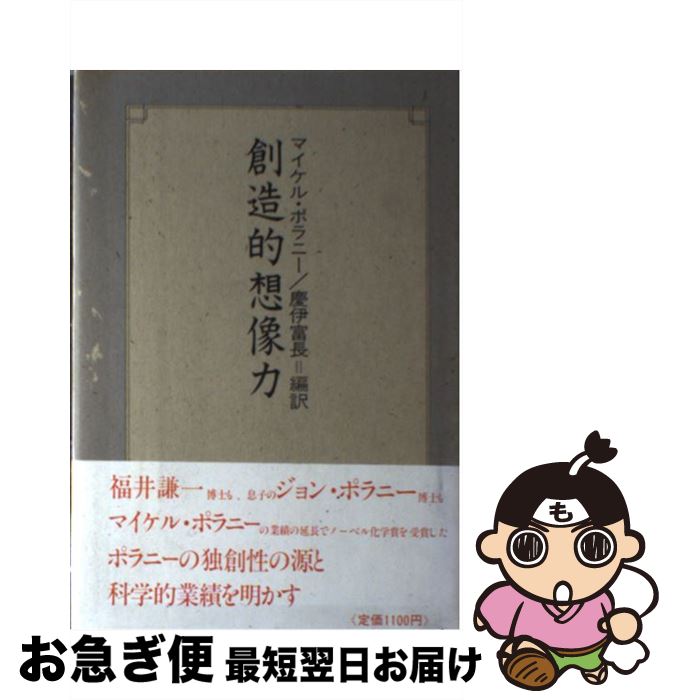 マイケル・ポラニー／慶伊富長＝編訳
創造的想像力
福井謙一博士も、息子のジョン・ポラニー博士も
マイケル・ポラニーの業績の延長でノーベル化学賞を受賞した
ポラニーの独創性の源と
科学的業績を明かす
〈定価1100円〉
も
お急ぎ便 最短翌日お届け